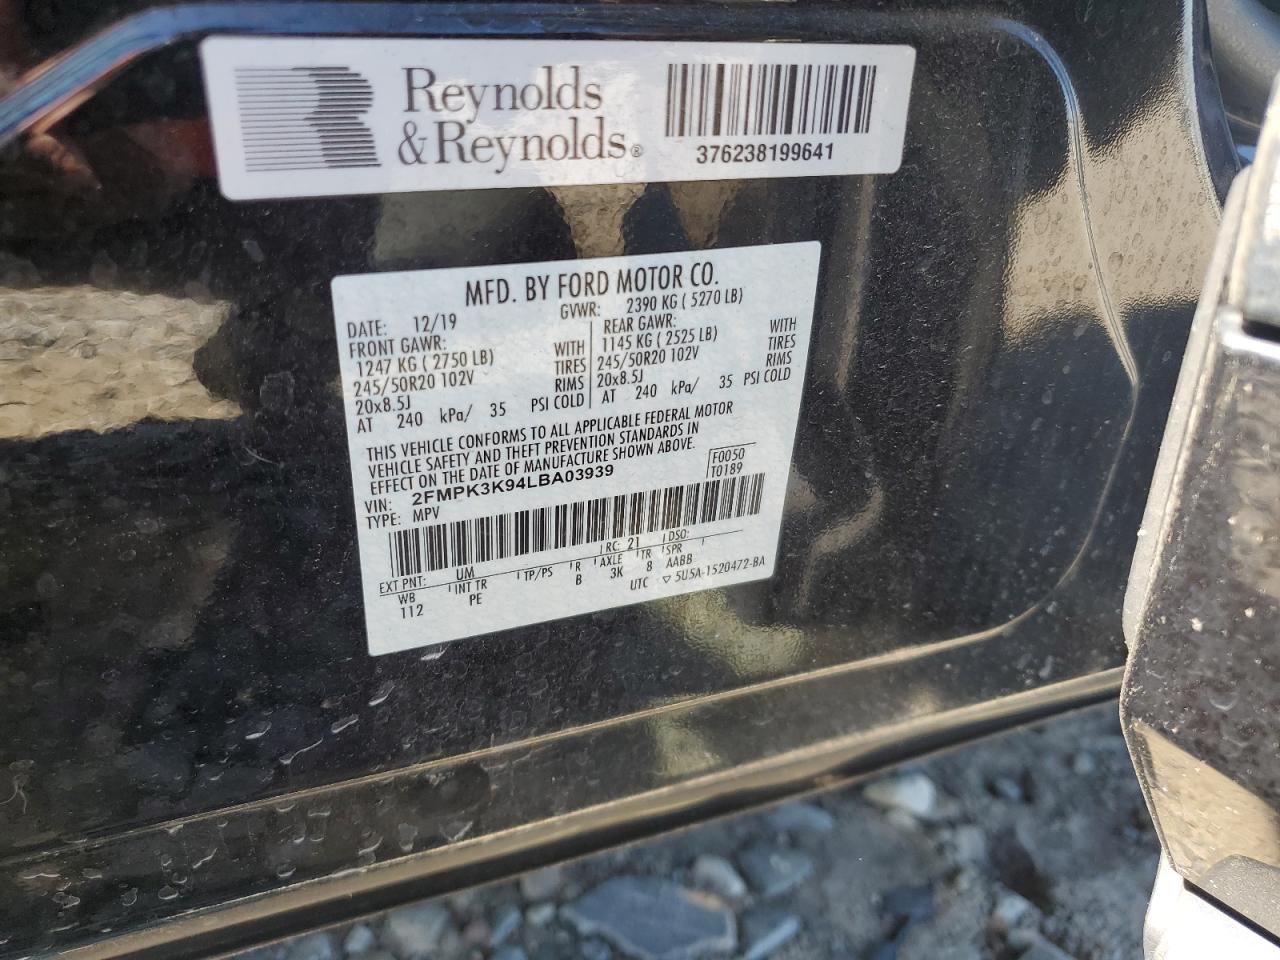 Reynolds
&Reynolds®
376238199641
MFD. BY FORD MOTOR CO.
DATE: 12/19 GVWR: 2390 KG ( 5270 LB)
FRONT GAWR: REAR GAWR:
1247 KG ( 2750 LB) WITH 1145 KG ( 2525 LB) WITH
245/50R20 102V TIRES 245/50R20 102V TIRES
20x8.5J RIMS 20x8.5J RIMS
AT 240 kPa/ 35 PSI COLD AT 240 kPa/ 35 PSI COLD
THIS VEHICLE CONFORMS TO ALL APPLICABLE FEDERAL MOTOR
VEHICLE SAFETY AND THEFT PREVENTION STANDARDS IN
EFFECT ON THE DATE OF MANUFACTURE SHOWN ABOVE.
VIN: 2FMPK3K94LBA03939 F0050
TYPE: MPV T0189
EXT PNT: UM RC: 21 DSO:
WB INT TR TP/PS R AXLE TR SPR
112 PE B 3K 8 AABB
UTC ▽ 5U5A-1520472-BA